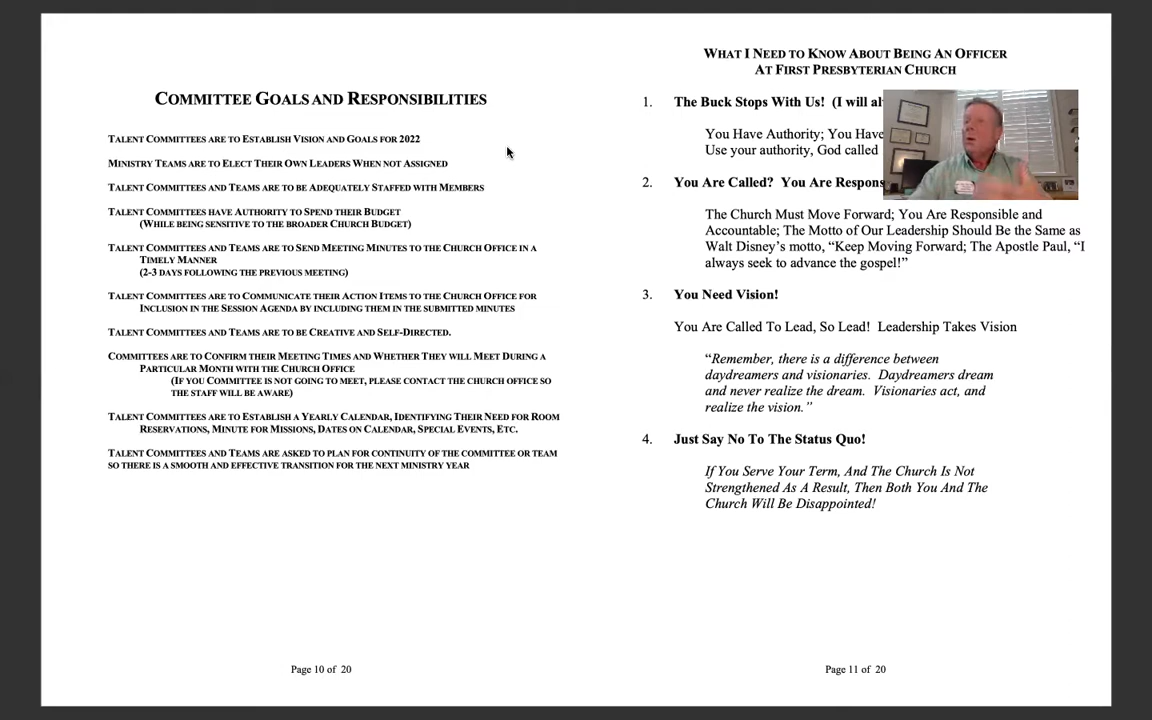 COMMITTEE GOALS AND RESPONSIBILITIES
TALENT COMMITTEES ARE TO ESTABLISH VISION AND GOALS FOR 2022
MINISTRY TEAMS ARE TO ELECT THEIR OWN LEADERS WHEN NOT ASSIGNED
TALENT COMMITTEES AND TEAMS ARE TO BE ADEQUATELY STAFFED WITH MEMBERS
TALENT COMMITTEES HAVE AUTHORITY TO SPEND THEIR BUDGET
(WHILE BEING SENSITIVE TO THE BROADER CHURCH BUDGET)
TALENT COMMITTEES AND TEAMS ARE TO SEND MEETING MINUTES TO THE CHURCH OFFICE IN A
TIMELY MANNER
(2-3 DAYS FOLLOWING THE PREVIOUS MEETING)
TALENT COMMITTEES ARE TO COMMUNICATE THEIR ACTION ITEMS TO THE CHURCH OFFICE FOR
INCLUSION IN THE SESSION AGENDA BY INCLUDING THEM IN THE SUBMITTED MINUTES
TALENT COMMITTEES AND TEAMS ARE TO BE CREATIVE AND SELF-DIRECTED.
COMMITTEES ARE TO CONFIRM THEIR MEETING TIMES AND WHETHER THEY WILL MEET DURING A
PARTICULAR MONTH WITH THE CHURCH OFFICE
(IF YOU COMMITTEE IS NOT GOING TO MEET, PLEASE CONTACT THE CHURCH OFFICE SO
THE STAFF WILL BE AWARE)
TALENT COMMITTEES ARE TO ESTABLISH A YEARLY CALENDAR, IDENTIFYING THEIR NEED FOR ROOM
RESERVATIONS, MINUTE FOR MISSIONS, DATES ON CALENDAR, SPECIAL EVENTS, ETC.
TALENT COMMITTEES AND TEAMS ARE ASKED TO PLAN FOR CONTINUITY OF THE COMMITTEE OR TEAM
SO THERE IS A SMOOTH AND EFFECTIVE TRANSITION FOR THE NEXT MINISTRY YEAR
Page 10 of 20
WHAT I NEED TO KNOW ABOUT BEING AN OFFICER
AT FIRST PRESBYTERIAN CHURCH
1. The Buck Stops With Us! (I will al
You Have Authority; You Have
Use your authority, God called
2. You Are Called? You Are Respons
The Church Must Move Forward; You Are Responsible and
Accountable; The Motto of Our Leadership Should Be the Same as
Walt Disney's motto, "Keep Moving Forward; The Apostle Paul, "I
always seek to advance the gospel!"
3. You Need Vision!
You Are Called To Lead, So Lead! Leadership Takes Vision
"Remember, there is a difference between
daydreamers and visionaries. Daydreamers dream
and never realize the dream. Visionaries act, and
realize the vision."
4. Just Say No To The Status Quo!
If You Serve Your Term, And The Church Is Not
Strengthened As A Result, Then Both You And The
Church Will Be Disappointed!
Page 11 of 20